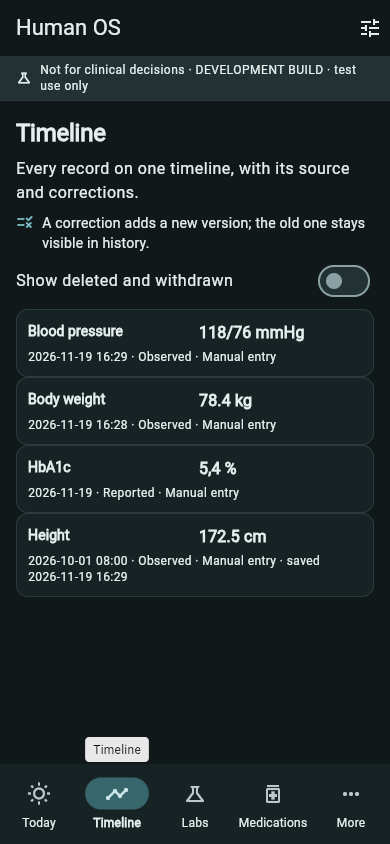 Human OS
Not for clinical decisions · DEVELOPMENT BUILD · test
use only
Timeline
Every record on one timeline, with its source
and corrections.
A correction adds a new version; the old one stays
visible in history.
Show deleted and withdrawn
Blood pressure 118/76 mmHg
2026-11-19 16:29 · Observed · Manual entry
Body weight 78.4 kg
2026-11-19 16:28 · Observed · Manual entry
HbA1c 5,4 %
2026-11-19 · Reported · Manual entry
Height 172.5 cm
2026-10-01 08:00 · Observed · Manual entry · saved
2026-11-19 16:29
Timeline
Today Timeline Labs Medications More